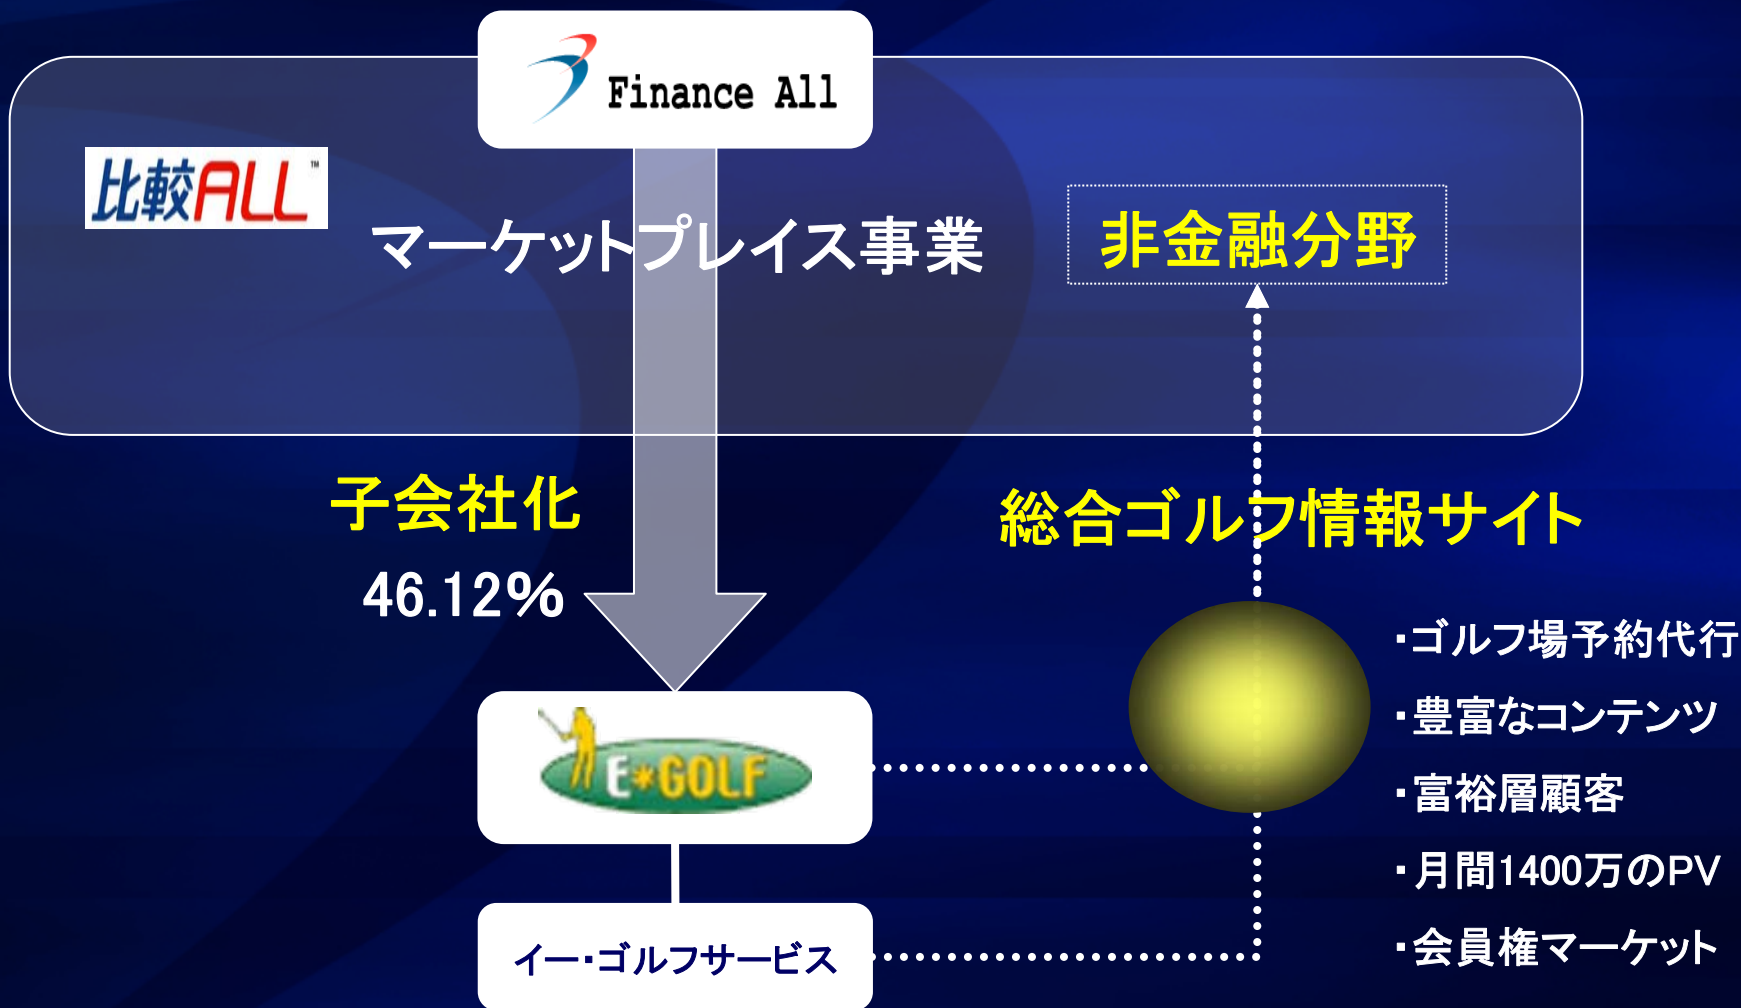 Finance All
比較ALL™
マーケットプレイス事業
非金融分野
子会社化
46.12%
総合ゴルフ情報サイト
・ゴルフ場予約代行
・豊富なコンテンツ
・富裕層顧客
・月間1400万のPV
・会員権マーケット
E*GOLF
イー・ゴルフサービス